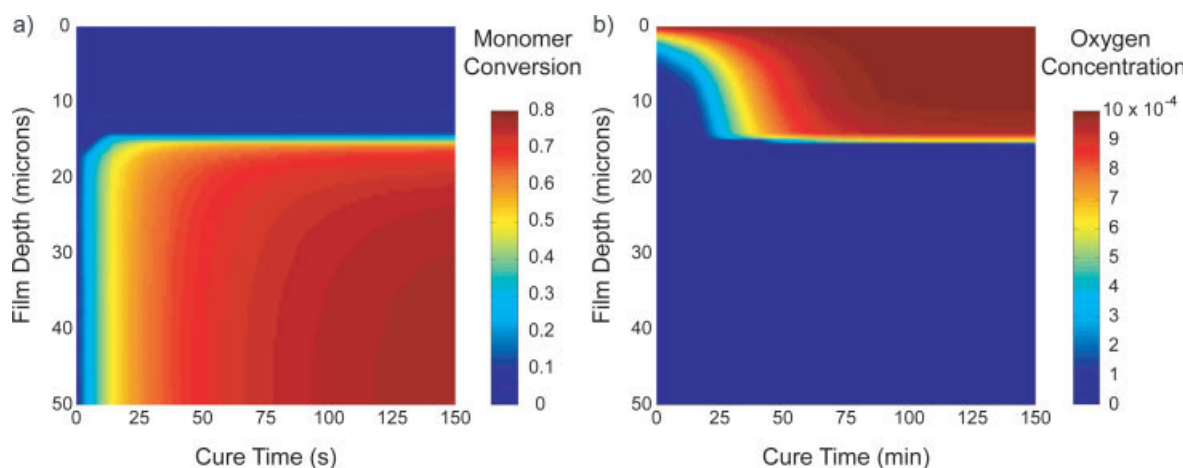 a)
Monomer
Conversion
0
10
20
30
40
50
Film Depth (microns)
0.8
0.7
0.6
0.5
0.4
0.3
0.2
0.1
0
0 25 50 75 100 125 150
Cure Time (s)
b)
Oxygen
Concentration
0
10
20
30
40
50
Film Depth (microns)
10 x 10⁻⁴
9
8
7
6
5
4
3
2
1
0
0 25 50 75 100 125 150
Cure Time (min)